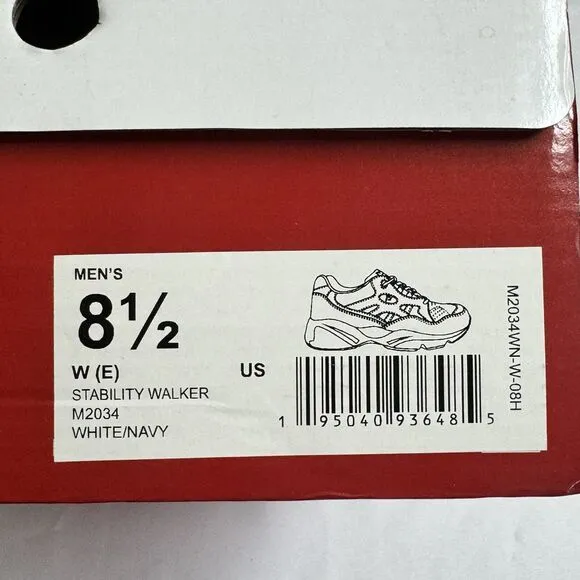 MEN'S
8½
W (E)
US
STABILITY WALKER
M2034
WHITE/NAVY
1 95040 93648 5
M2034WN-W-08H